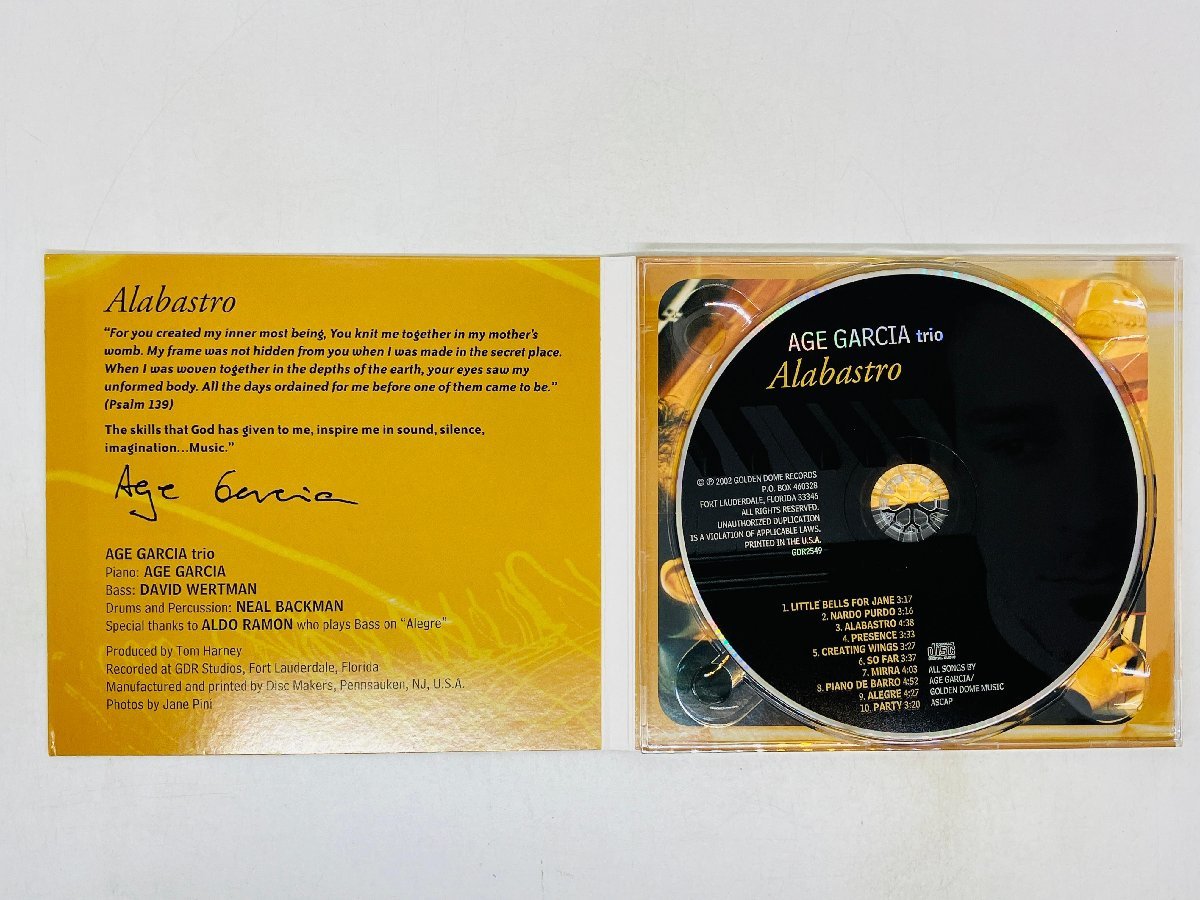 Alabastro
“For you created my inner most being, You knit me together in my mother's
womb. My frame was not hidden from you when I was made in the secret place.
When I was woven together in the depths of the earth, your eyes saw my
unformed body. All the days ordained for me before one of them came to be.”
(Psalm 139)
The skills that God has given to me, inspire me in sound, silence,
imagination...Music.”
Age Garcia
AGE GARCIA trio
Piano: AGE GARCIA
Bass: DAVID WERTMAN
Drums and Percussion: NEAL BACKMAN
Special thanks to ALDO RAMON who plays Bass on “Alegre”
Produced by Tom Harney
Recorded at GDR Studios, Fort Lauderdale, Florida
Manufactured and printed by Disc Makers, Pennsauken, NJ, U.S.A.
Photos by Jane Pini
AGE GARCIA trio
Alabastro
© ℗ 2002 GOLDEN DOME RECORDS
P.O. BOX 460328
FORT LAUDERDALE, FLORIDA 33346
ALL RIGHTS RESERVED.
UNAUTHORIZED DUPLICATION
IS A VIOLATION OF APPLICABLE LAWS.
PRINTED IN THE U.S.A.
GDR2549
1. LITTLE BELLS FOR JANE 3:17
2. NARDO PURDO 3:16
3. ALABASTRO 4:38
4. PRESENCE 3:33
5. CREATING WINGS 3:27
6. SO FAR 3:37
7. MIRRA 4:03
8. PIANO DE BARRO 4:52
9. ALEGRE 4:27
10. PARTY 3:20
disc
ALL SONGS BY
AGE GARCIA/
GOLDEN DOME MUSIC
ASCAP